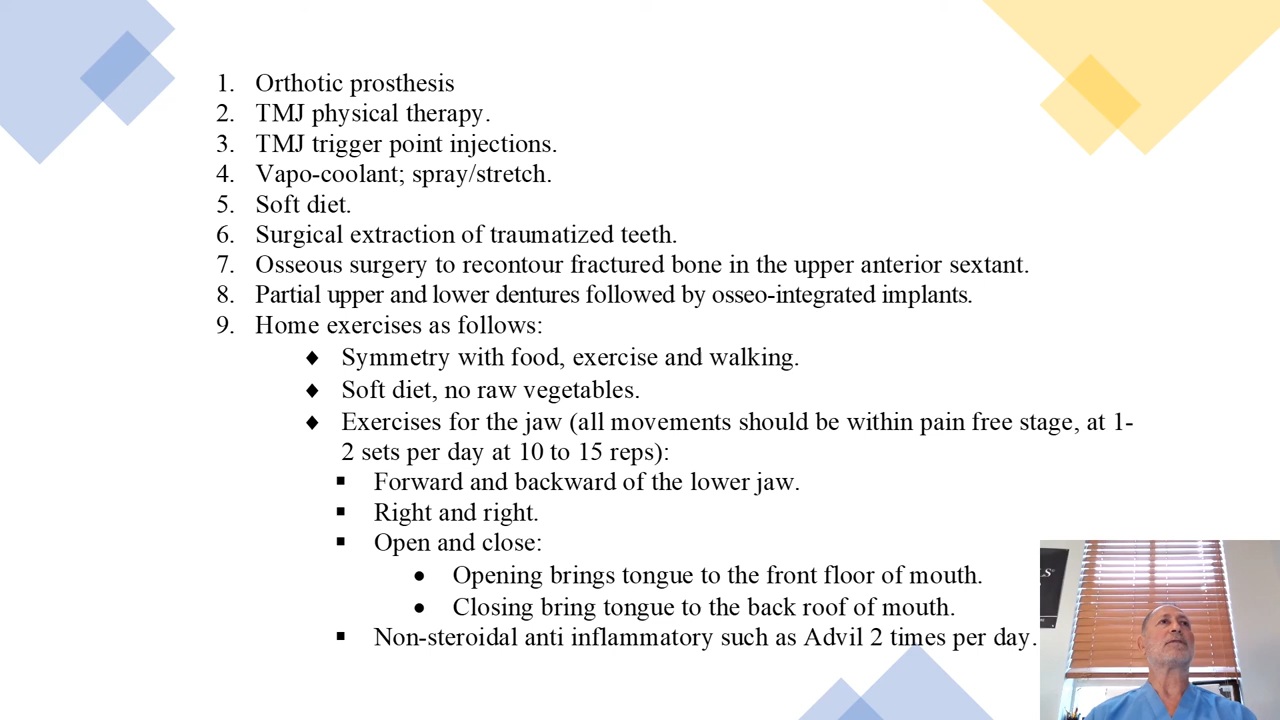 1. Orthotic prosthesis
2. TMJ physical therapy.
3. TMJ trigger point injections.
4. Vapo-coolant; spray/stretch.
5. Soft diet.
6. Surgical extraction of traumatized teeth.
7. Osseous surgery to recontour fractured bone in the upper anterior sextant.
8. Partial upper and lower dentures followed by osseo-integrated implants.
9. Home exercises as follows:
♦ Symmetry with food, exercise and walking.
♦ Soft diet, no raw vegetables.
♦ Exercises for the jaw (all movements should be within pain free stage, at 1-
2 sets per day at 10 to 15 reps):
▪ Forward and backward of the lower jaw.
▪ Right and right.
▪ Open and close:
• Opening brings tongue to the front floor of mouth.
• Closing bring tongue to the back roof of mouth.
▪ Non-steroidal anti inflammatory such as Advil 2 times per day.